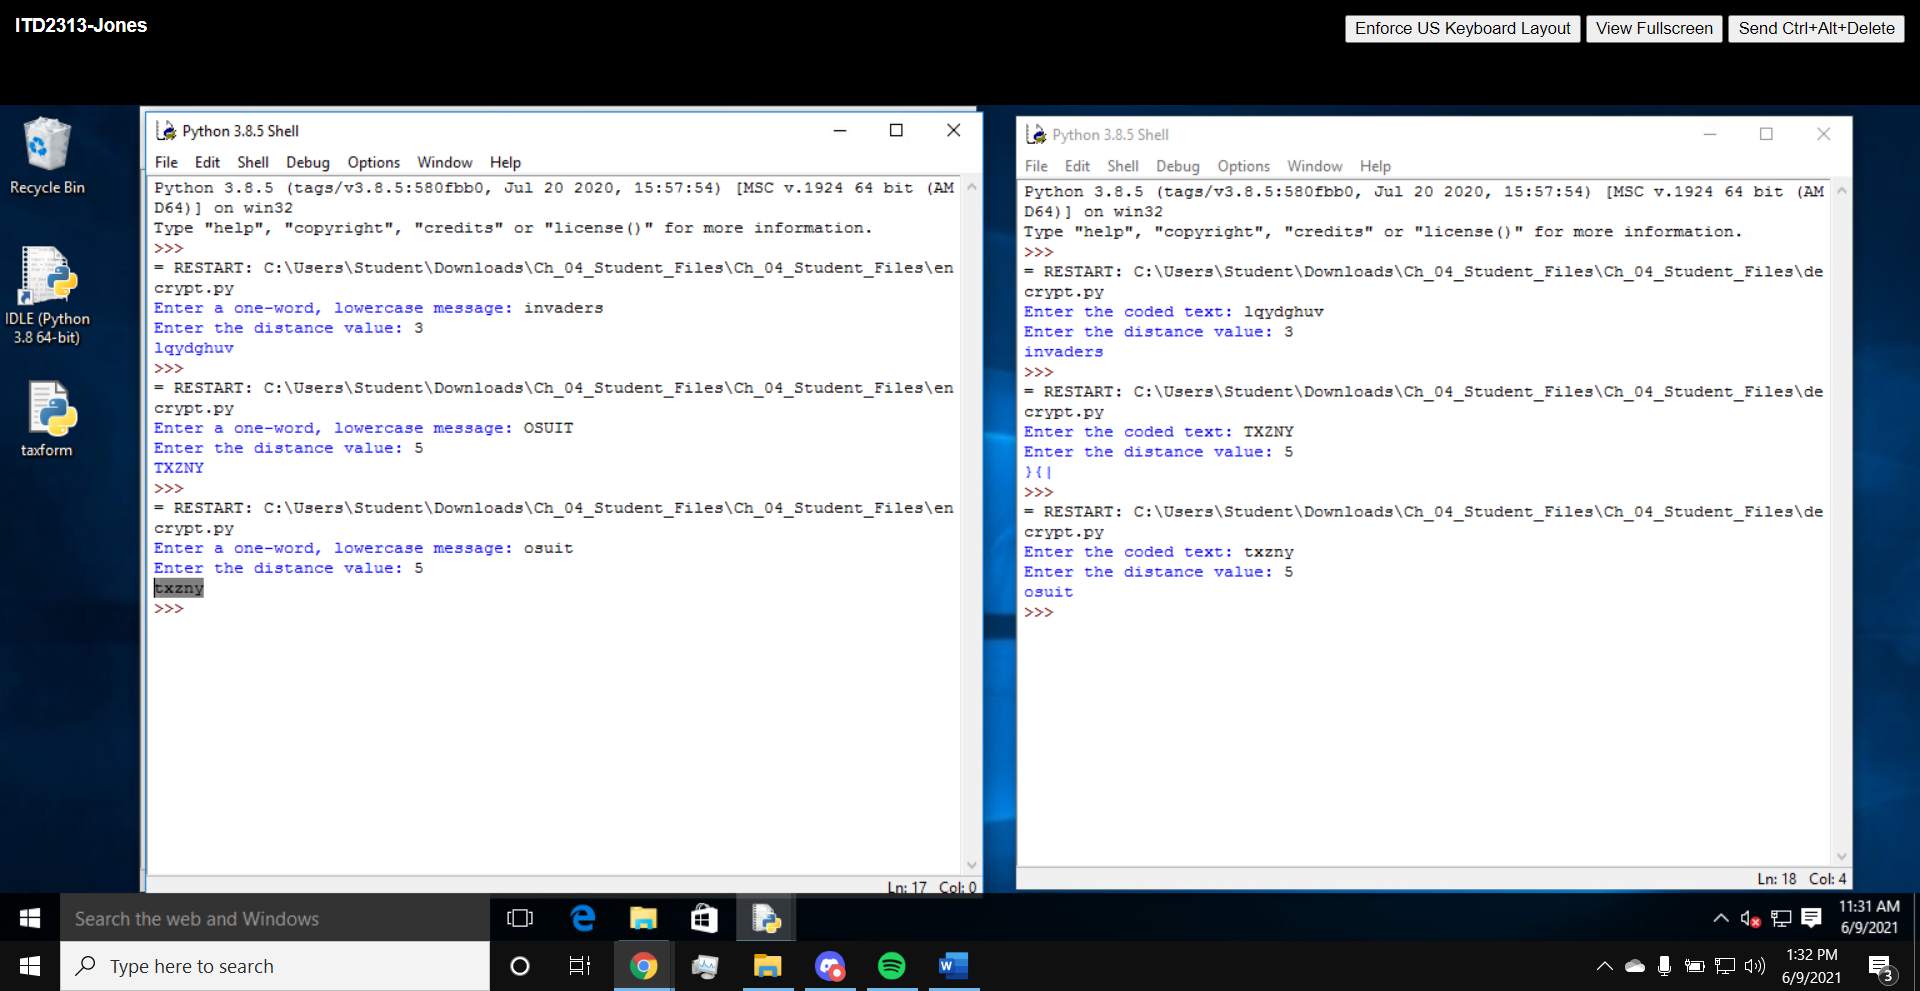 ITD2313-Jones
Enforce US Keyboard Layout
View Fullscreen
Send Ctrl+Alt+Delete
Recycle Bin
IDLE (Python
3.8 64-bit)
taxform
Python 3.8.5 Shell
File Edit Shell Debug Options Window Help
Python 3.8.5 (tags/v3.8.5:580fbb0, Jul 20 2020, 15:57:54) [MSC v.1924 64 bit (AM
D64)] on win32
Type "help", "copyright", "credits" or "license()" for more information.
>>>
= RESTART: C:\Users\Student\Downloads\Ch_04_Student_Files\Ch_04_Student_Files\en
crypt.py
Enter a one-word, lowercase message: invaders
Enter the distance value: 3
lqydghuv
>>>
= RESTART: C:\Users\Student\Downloads\Ch_04_Student_Files\Ch_04_Student_Files\en
crypt.py
Enter a one-word, lowercase message: OSUIT
Enter the distance value: 5
TXZNY
>>>
= RESTART: C:\Users\Student\Downloads\Ch_04_Student_Files\Ch_04_Student_Files\en
crypt.py
Enter a one-word, lowercase message: osuit
Enter the distance value: 5
txzny
>>>
Ln: 17 Col: 0
Python 3.8.5 Shell
File Edit Shell Debug Options Window Help
Python 3.8.5 (tags/v3.8.5:580fbb0, Jul 20 2020, 15:57:54) [MSC v.1924 64 bit (AM
D64)] on win32
Type "help", "copyright", "credits" or "license()" for more information.
>>>
= RESTART: C:\Users\Student\Downloads\Ch_04_Student_Files\Ch_04_Student_Files\de
crypt.py
Enter the coded text: lqydghuv
Enter the distance value: 3
invaders
>>>
= RESTART: C:\Users\Student\Downloads\Ch_04_Student_Files\Ch_04_Student_Files\de
crypt.py
Enter the coded text: TXZNY
Enter the distance value: 5
}{|
>>>
= RESTART: C:\Users\Student\Downloads\Ch_04_Student_Files\Ch_04_Student_Files\de
crypt.py
Enter the coded text: txzny
Enter the distance value: 5
osuit
>>>
Ln: 18 Col: 4
Search the web and Windows
11:31 AM
6/9/2021
Type here to search
1:32 PM
6/9/2021
3